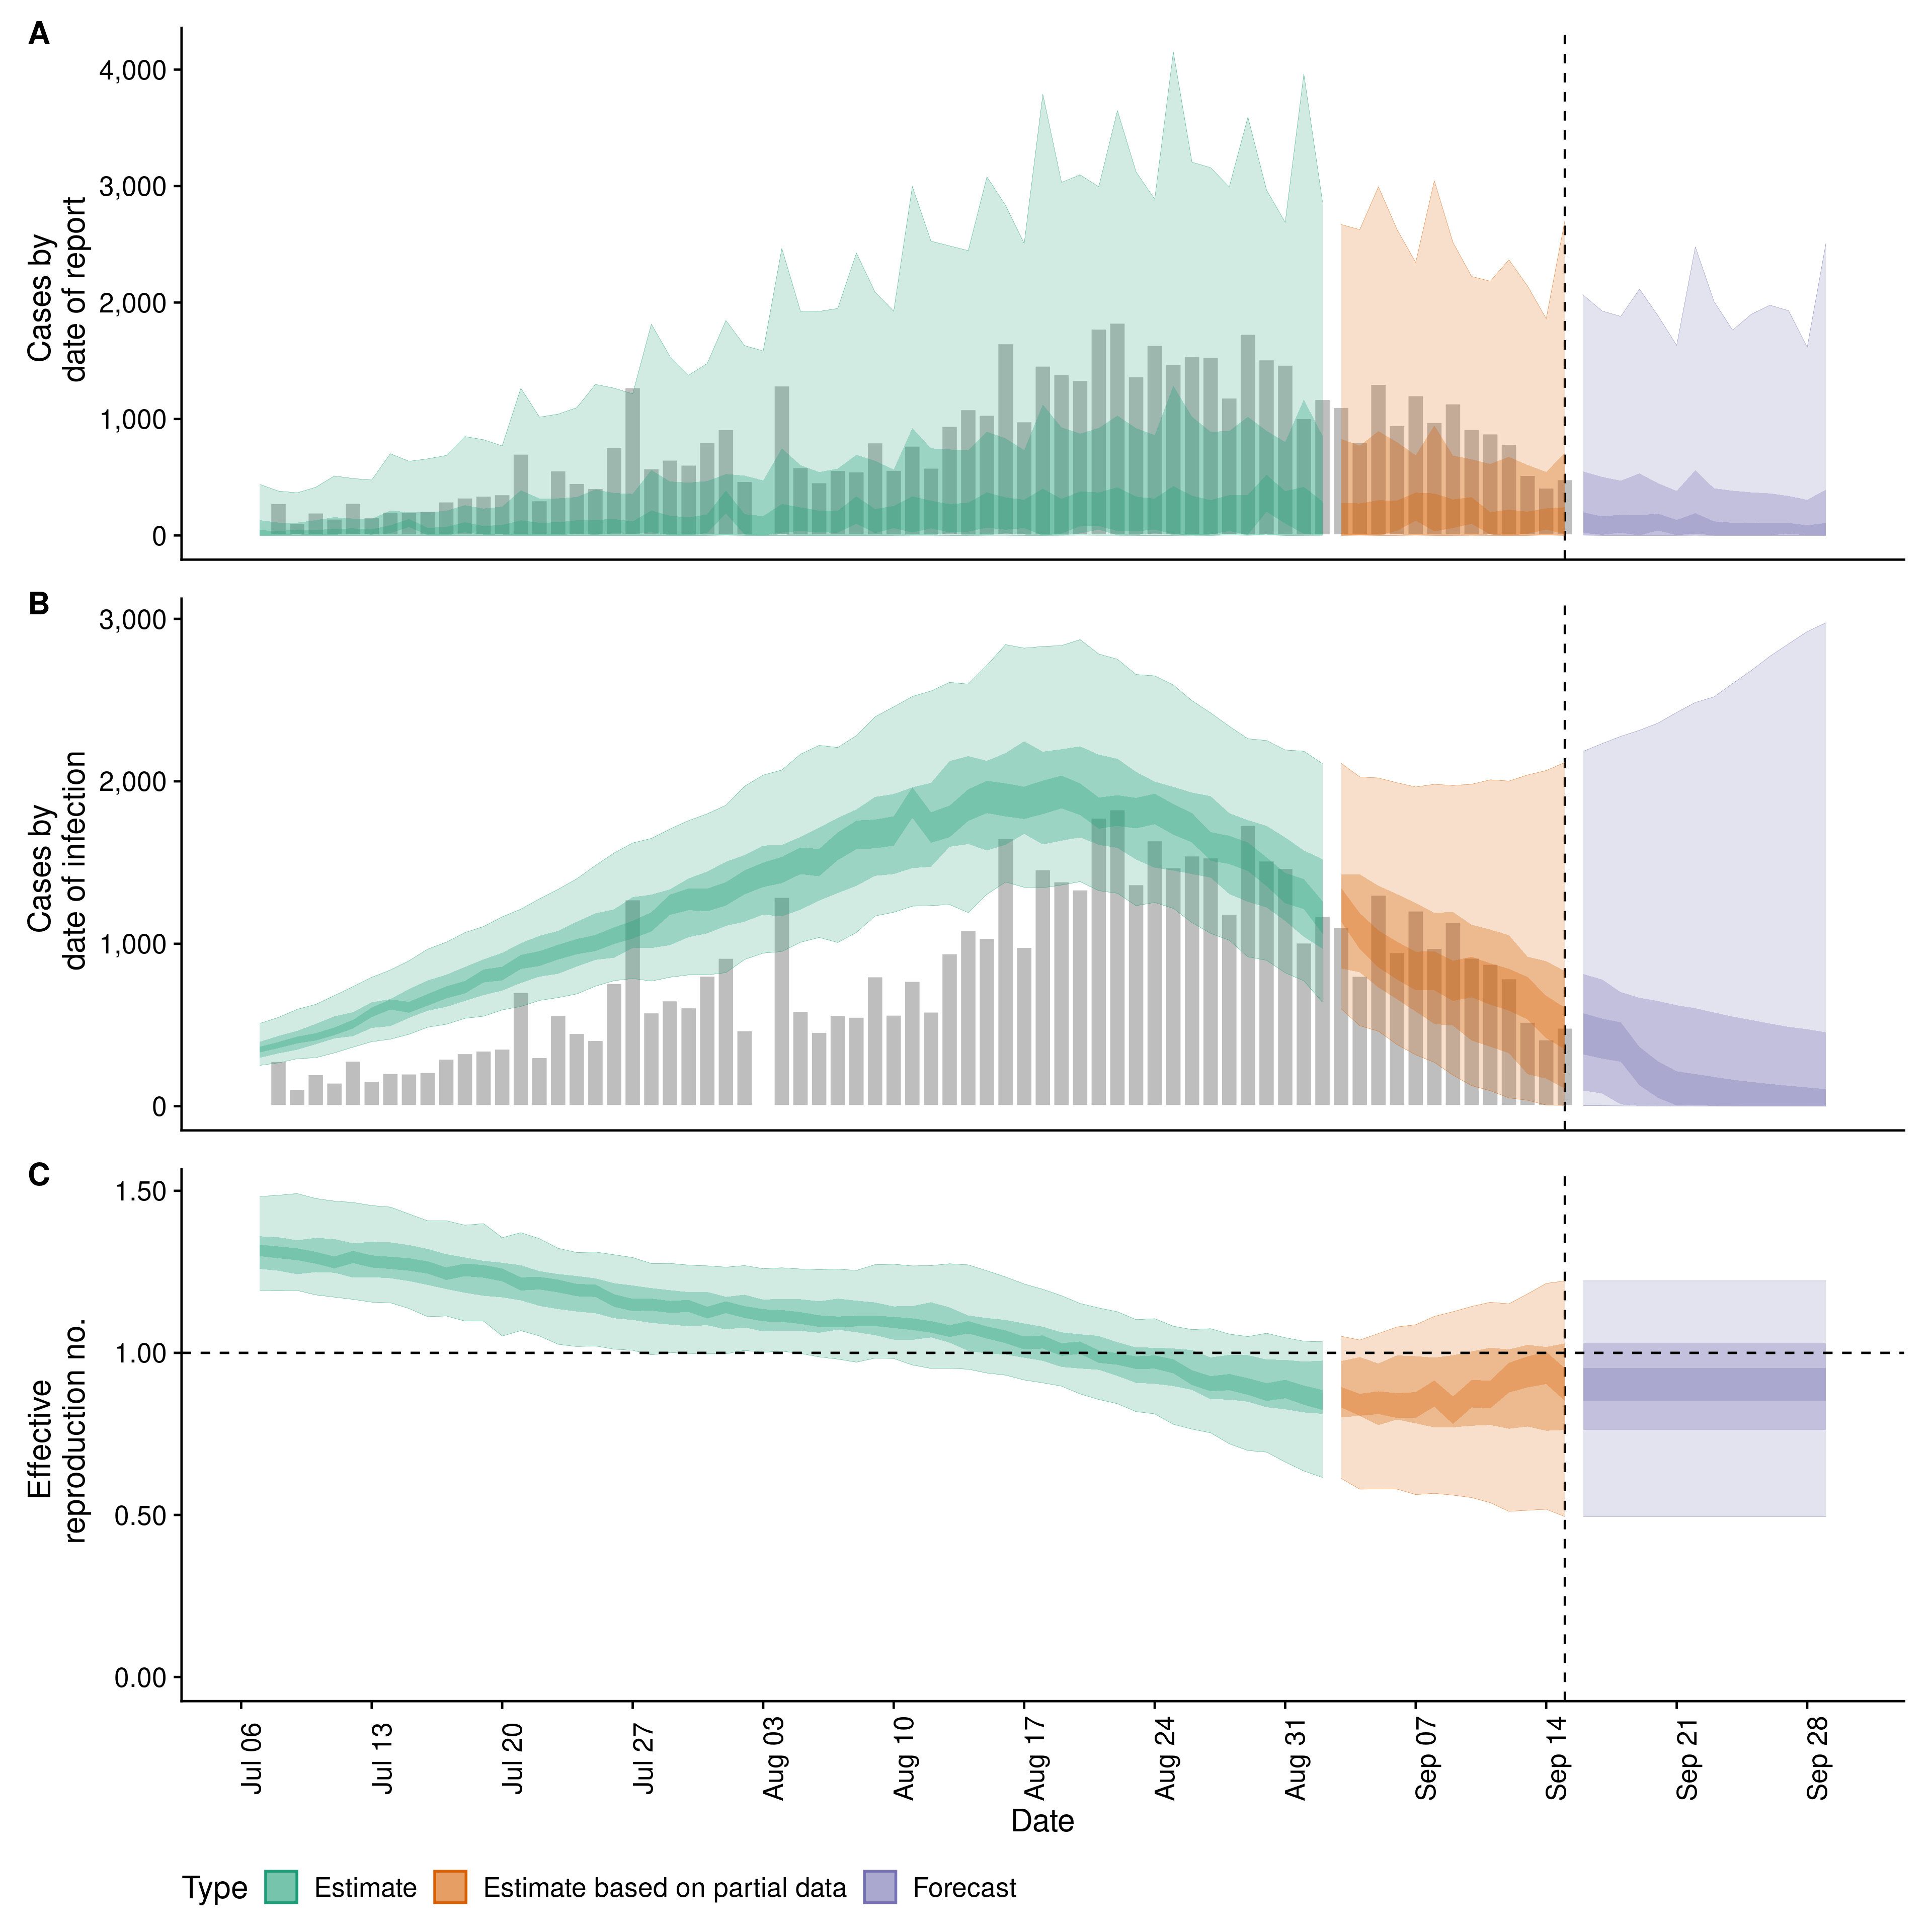 A
Cases by
date of report
4,000
3,000
2,000
1,000
0
B
Cases by
date of infection
3,000
2,000
1,000
0
C
Effective
reproduction no.
1.50
1.00
0.50
0.00
Jul 06
Jul 13
Jul 20
Jul 27
Aug 03
Aug 10
Aug 17
Aug 24
Aug 31
Sep 07
Sep 14
Sep 21
Sep 28
Date
Type Estimate Estimate based on partial data Forecast